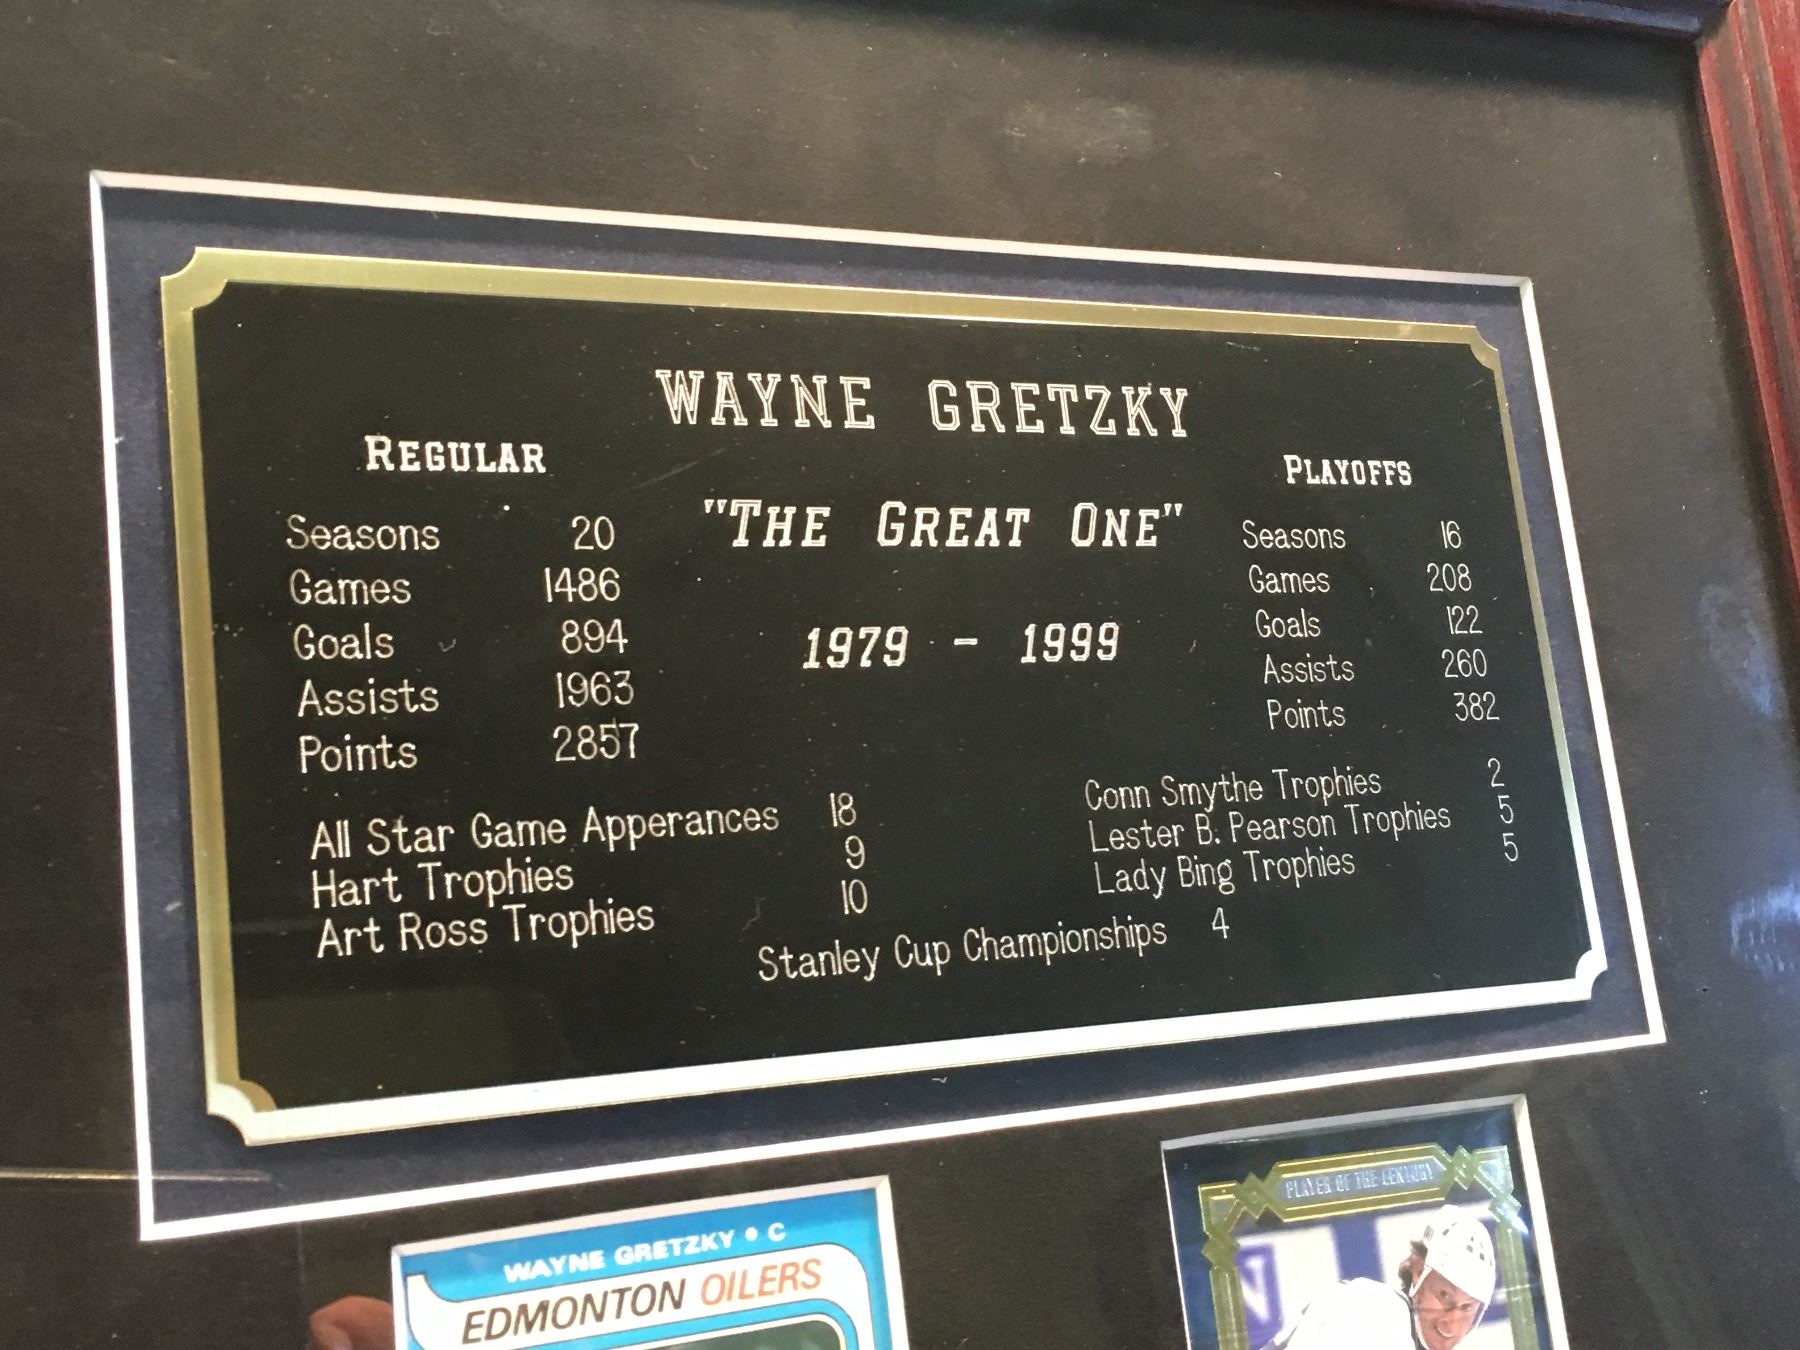 WAYNE GRETZKY
"THE GREAT ONE"
1979 - 1999
REGULAR
Seasons 20
Games 1486
Goals 894
Assists 1963
Points 2857
PLAYOFFS
Seasons 16
Games 208
Goals 122
Assists 260
Points 382
All Star Game Apperances 18
Hart Trophies 9
Art Ross Trophies 10
Conn Smythe Trophies 2
Lester B. Pearson Trophies 5
Lady Bing Trophies 5
Stanley Cup Championships 4
WAYNE GRETZKY • C
EDMONTON OILERS
PLAYER OF THE CENTURY